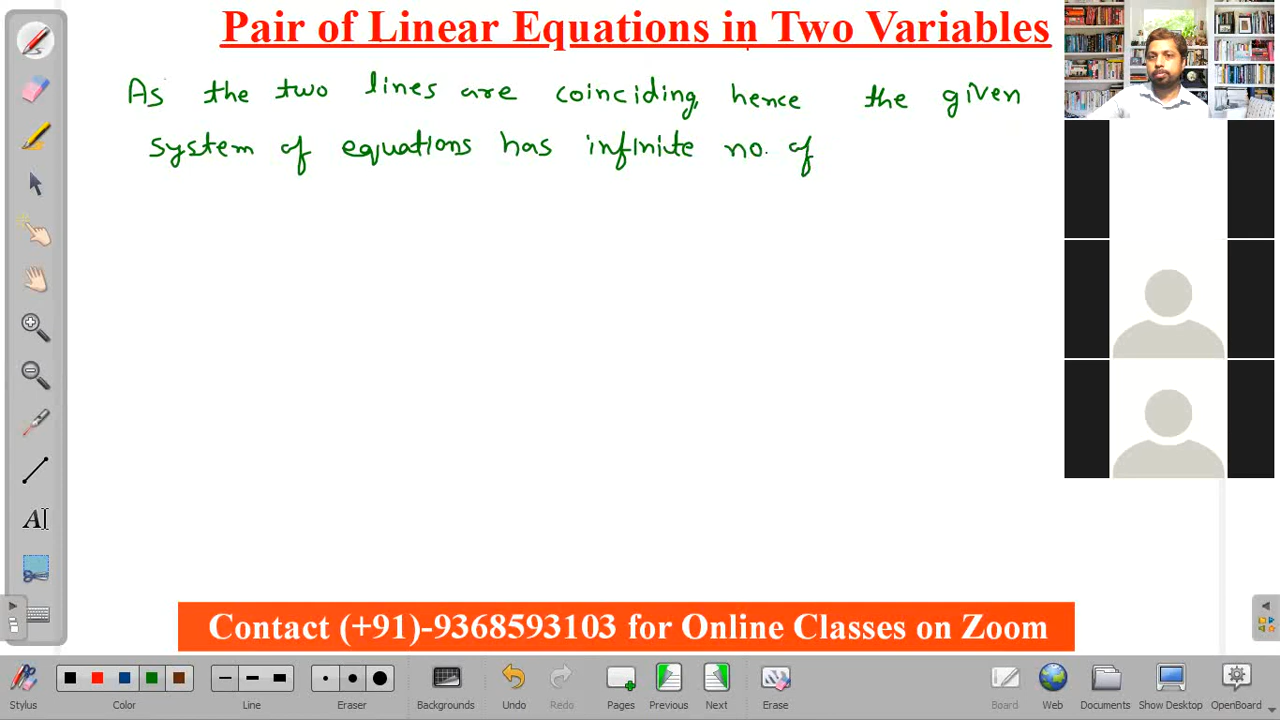 Pair of Linear Equations in Two Variables
As the two lines are coinciding, hence the given
system of equations has infinite no. of
AI
Contact (+91)-9368593103 for Online Classes on Zoom
Stylus Color Line Eraser Backgrounds Undo Redo Pages Previous Next Erase Board Web Documents Show Desktop OpenBoard